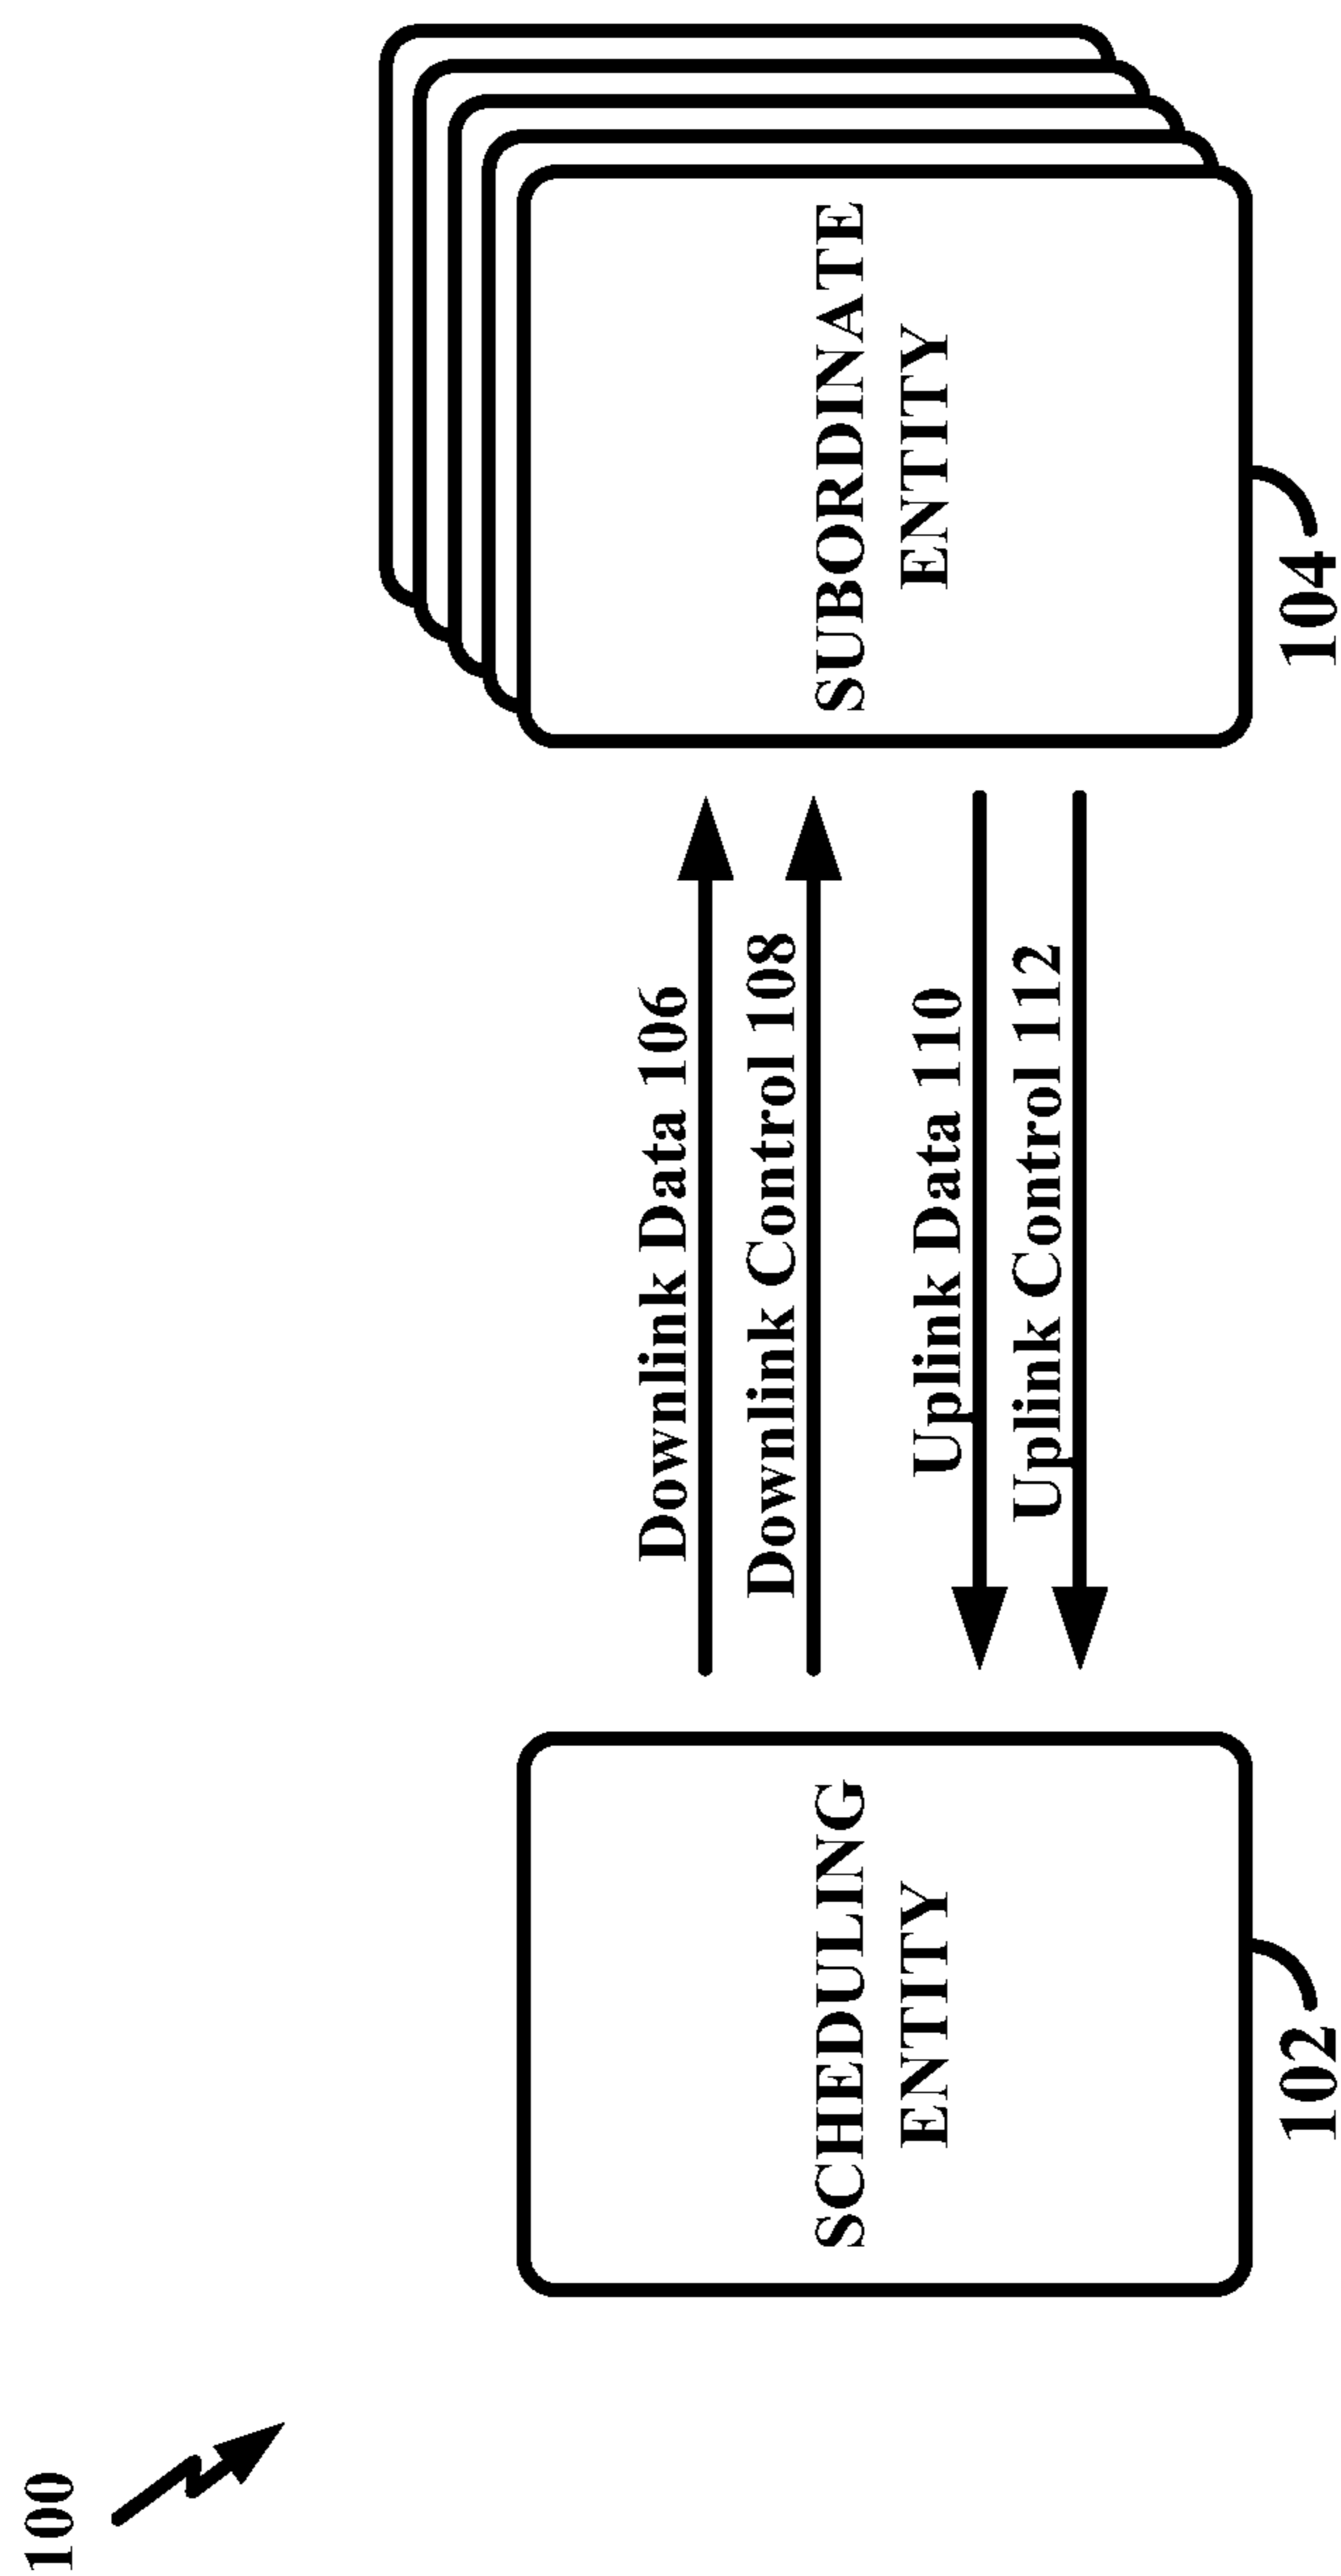 100
SCHEDULING
ENTITY
102
Downlink Data 106
Downlink Control 108
Uplink Data 110
Uplink Control 112
SUBORDINATE
ENTITY
104